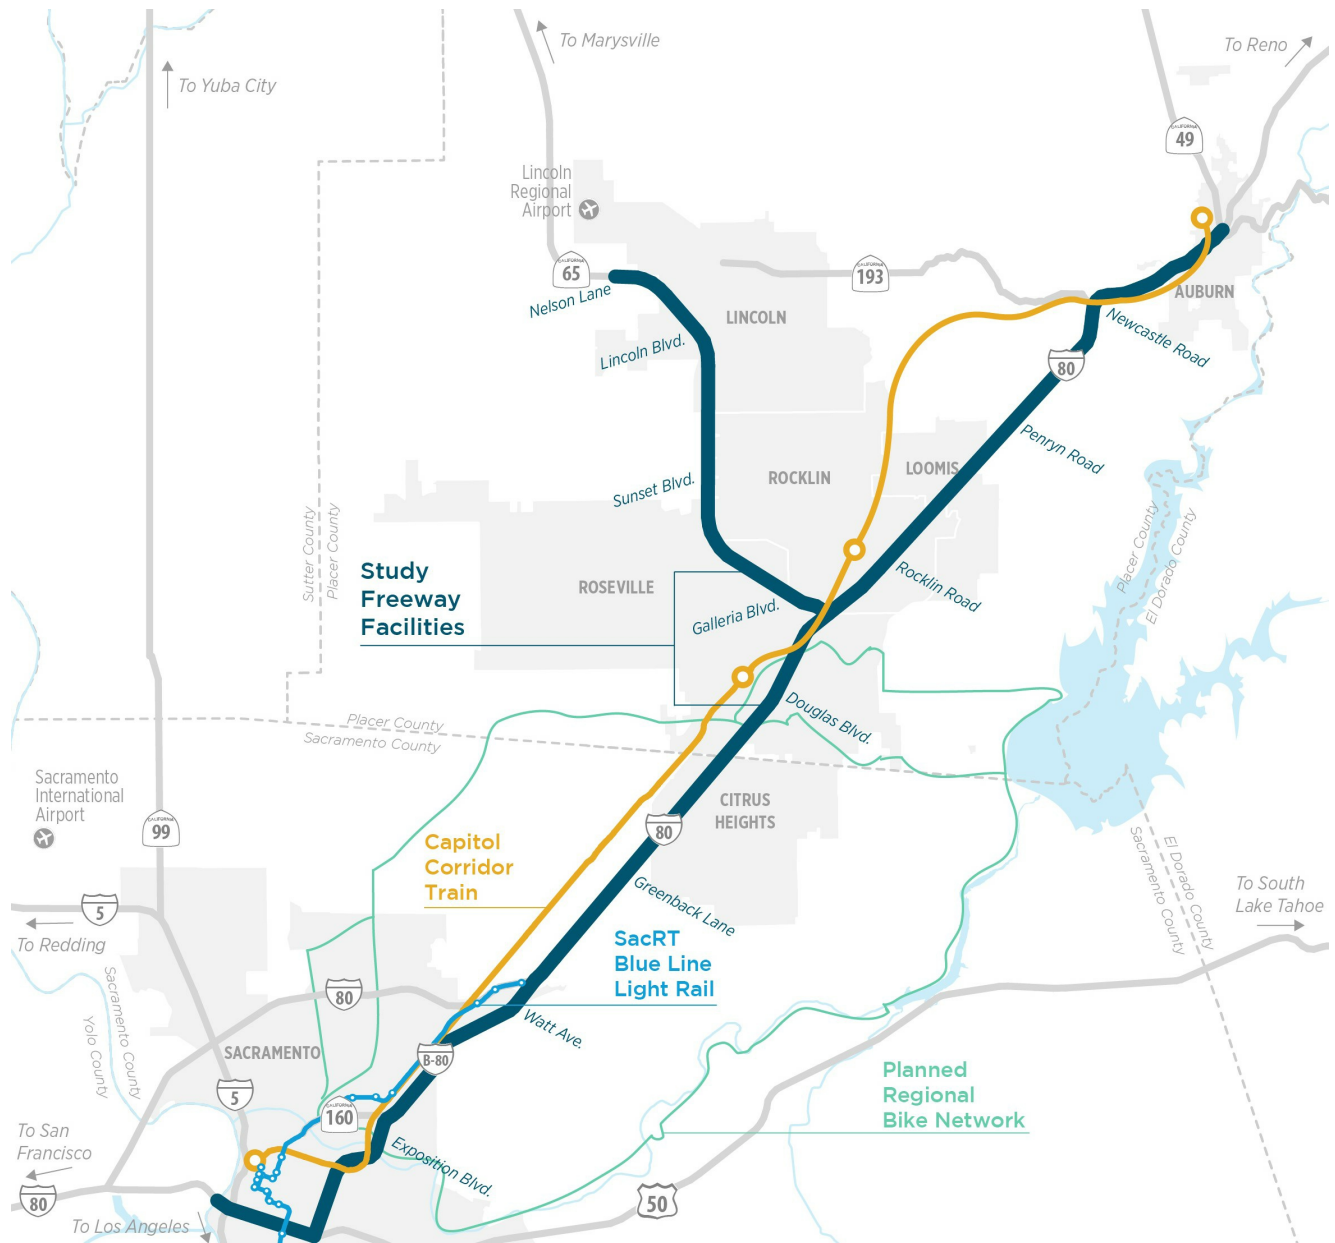 To Marysville
To Reno
To Yuba City
CALIFORNIA
49
Lincoln
Regional
Airport
CALIFORNIA
65
CALIFORNIA
193
Nelson Lane
LINCOLN
AUBURN
Newcastle Road
Lincoln Blvd.
80
Penryn Road
ROCKLIN
LOOMIS
Sunset Blvd.
Sutter County
Placer County
Placer County
El Dorado County
Study
Freeway
Facilities
ROSEVILLE
Rocklin Road
Galleria Blvd.
Douglas Blvd.
Placer County
Sacramento County
Sacramento
International
Airport
CITRUS
HEIGHTS
CALIFORNIA
99
80
Capitol
Corridor
Train
El Dorado County
Sacramento County
Greenback Lane
To South
Lake Tahoe
5
To Redding
SacRT
Blue Line
Light Rail
Sacramento County
Yolo County
80
Watt Ave.
SACRAMENTO
B-80
Planned
Regional
Bike Network
5
CALIFORNIA
160
To San
Francisco
Exposition Blvd.
80
50
To Los Angeles